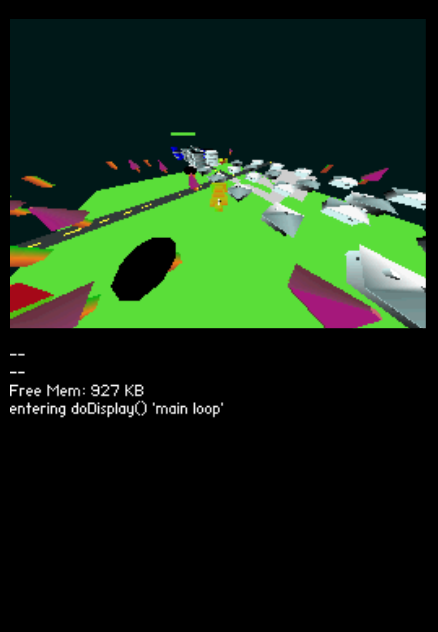 --
--
Free Mem: 927 KB
entering doDisplay() 'main loop'